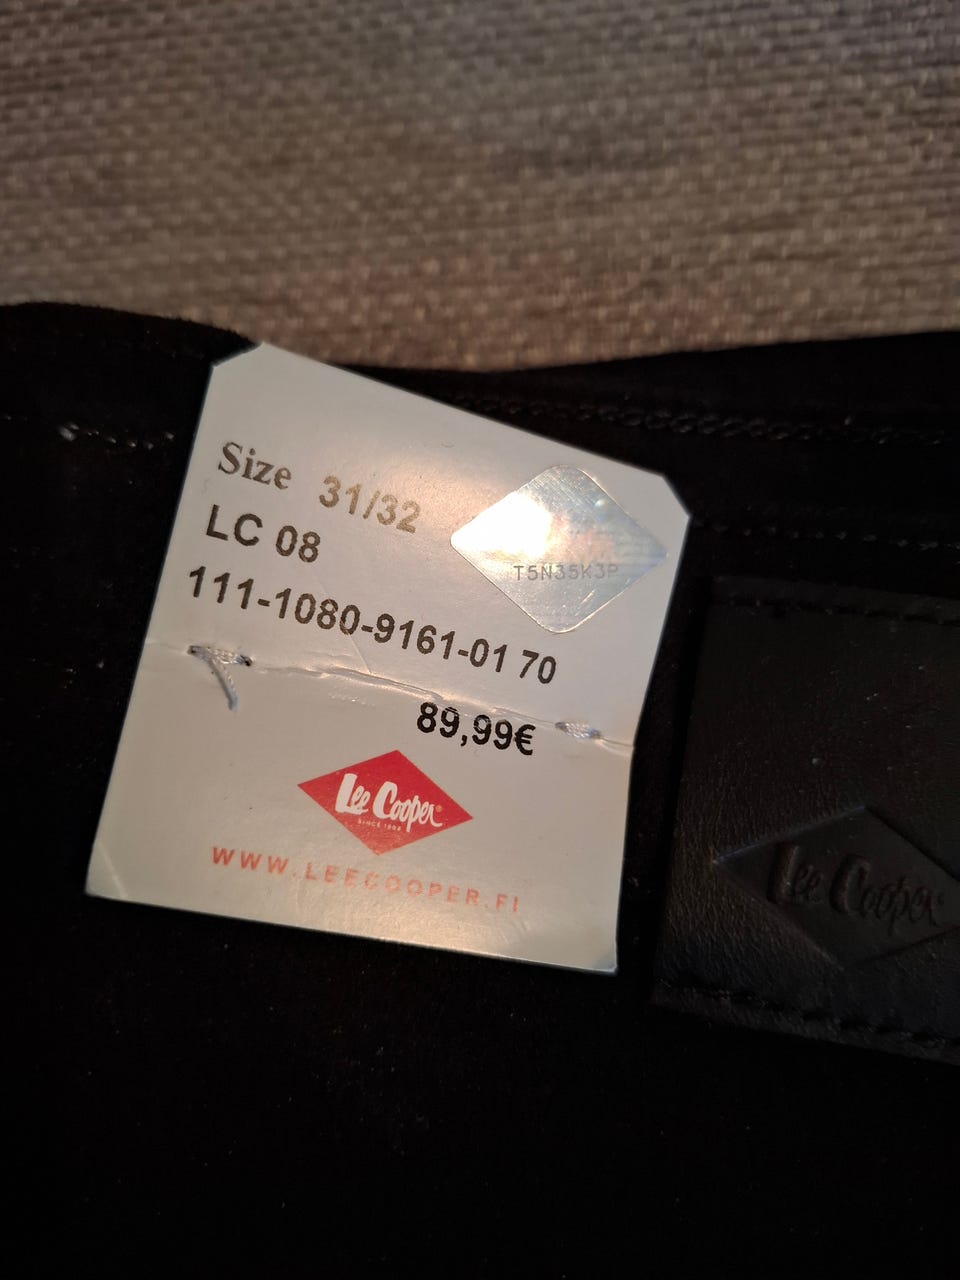 Size 31/32
T5N35K3P
LC 08
111-1080-9161-01 70
89,99€
Lee Cooper®
SINCE 1908
WWW.LEECOOPER.FI
Lee Cooper